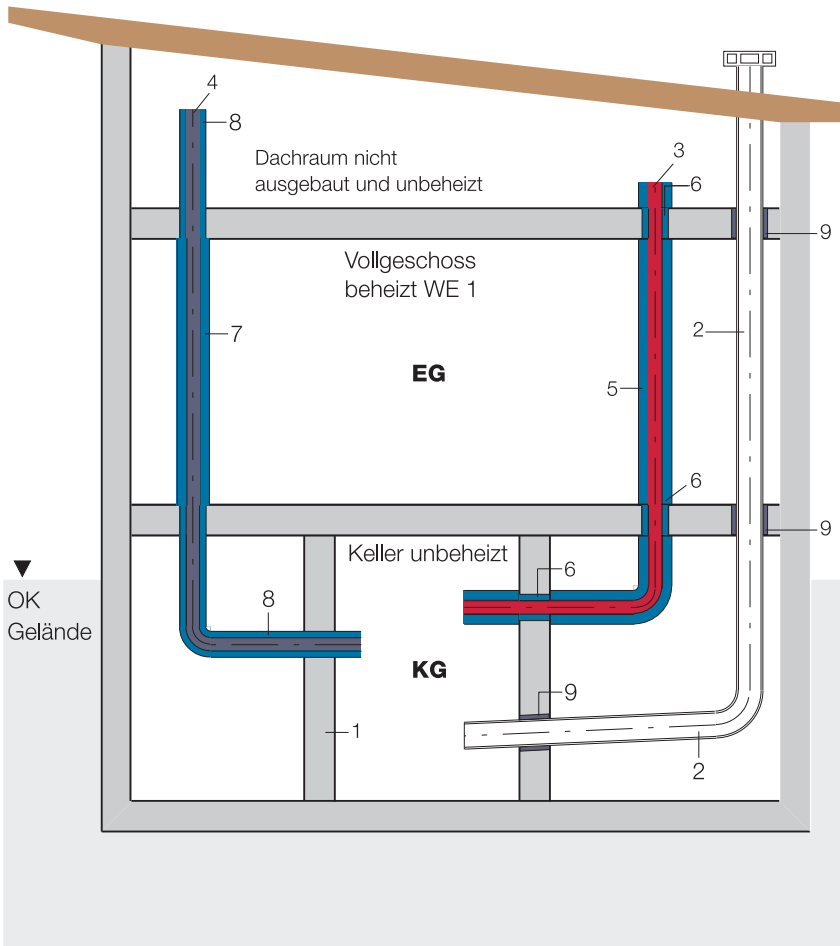 4
8
3
Dachraum nicht
ausgebaut und unbeheizt
6
9
Vollgeschoss
beheizt WE 1
7
2
EG
5
6
9
Keller unbeheizt
6
OK
Gelände
8
KG
9
1
2